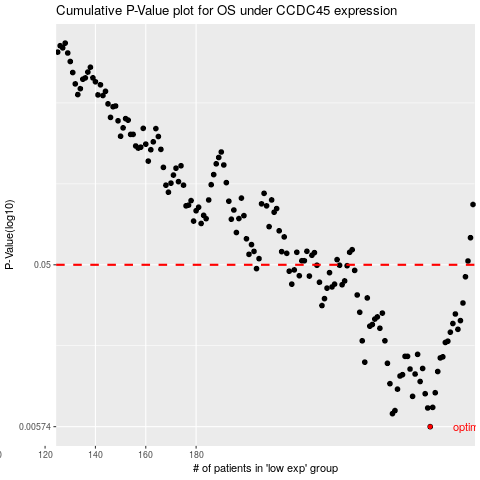 Cumulative P-Value plot for OS under CCDC45 expression
P-Value(log10)
0.05
0.00574
optim
0
120
140
160
180
# of patients in 'low exp' group